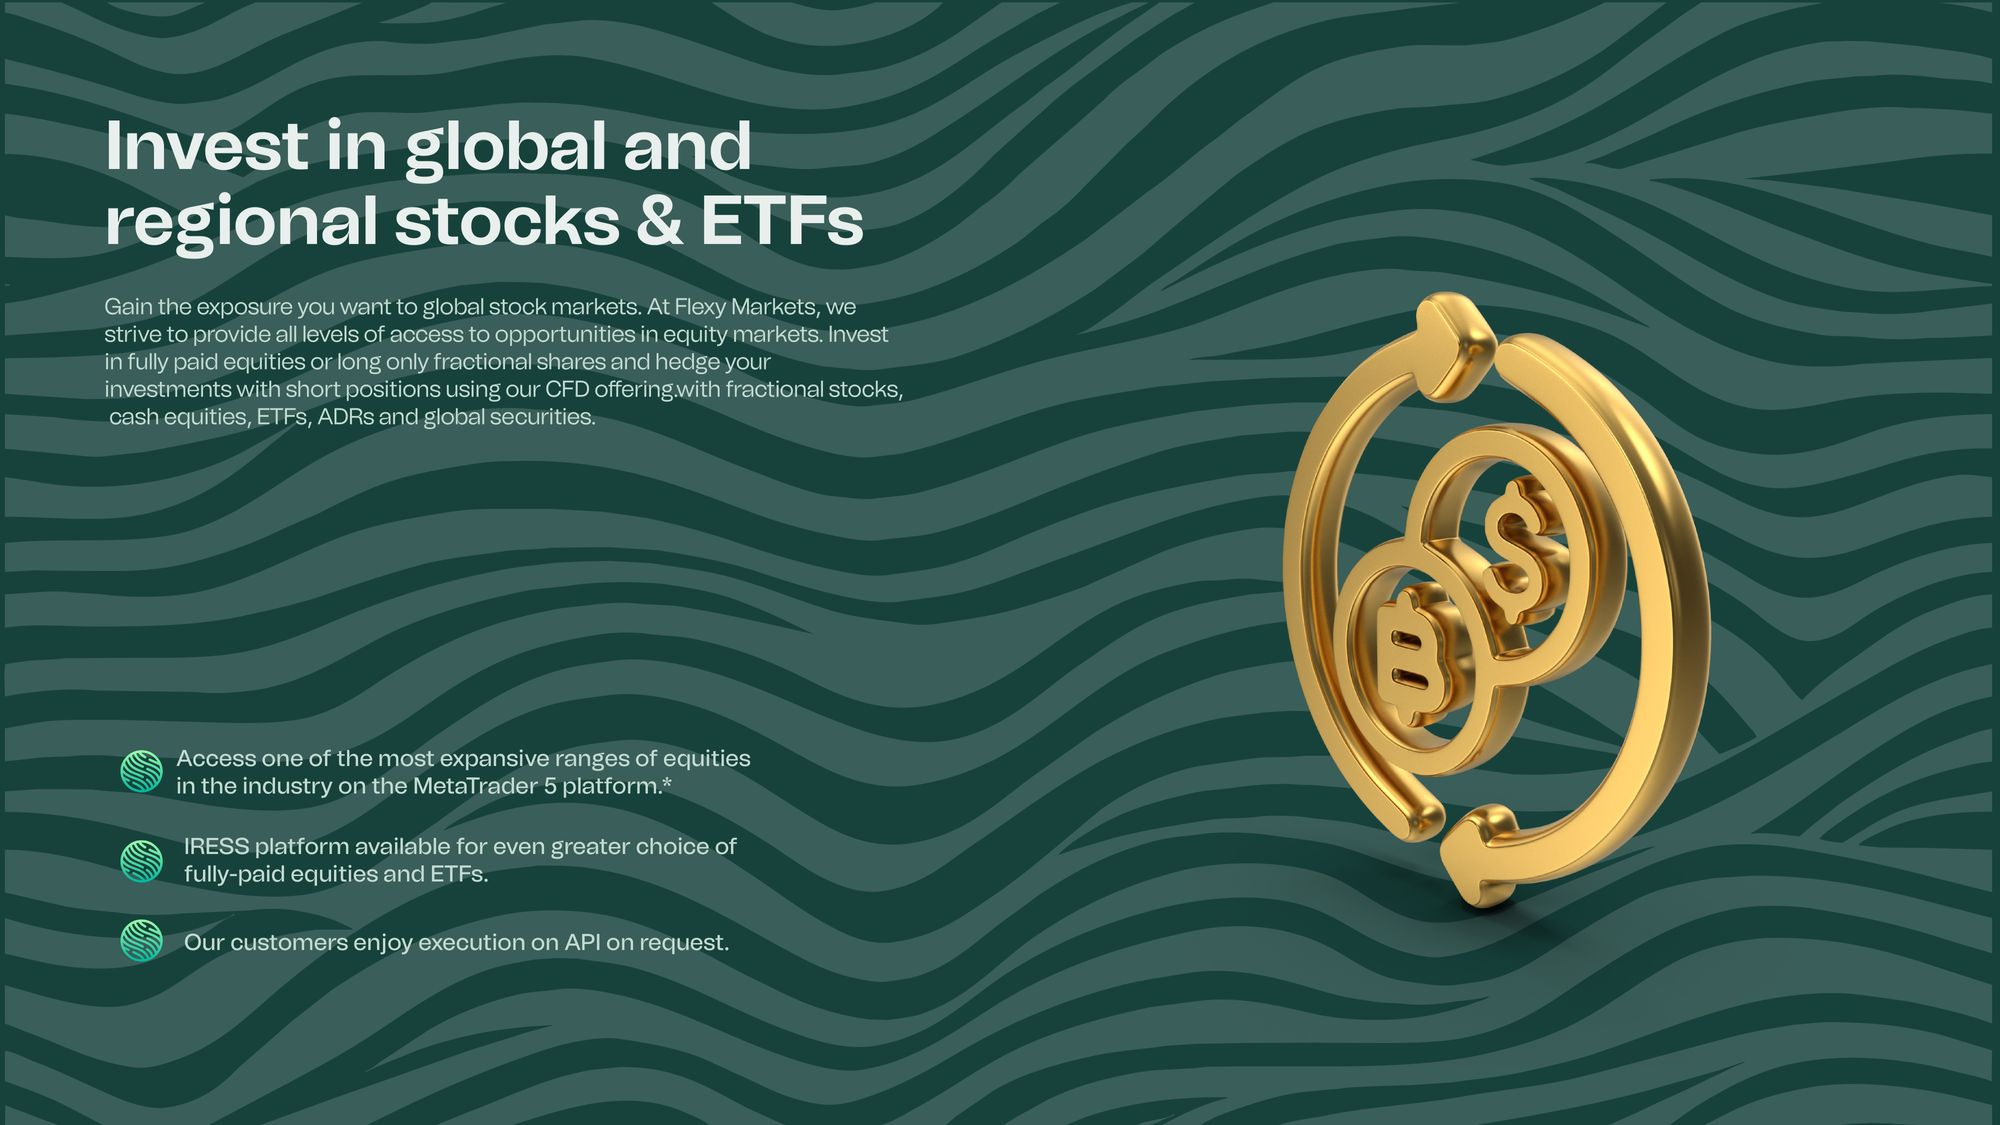 Invest in global and
regional stocks & ETFs
Gain the exposure you want to global stock markets. At Flexy Markets, we
strive to provide all levels of access to opportunities in equity markets. Invest
in fully paid equities or long only fractional shares and hedge your
investments with short positions using our CFD offering.with fractional stocks,
cash equities, ETFs, ADRs and global securities.
Access one of the most expansive ranges of equities
in the industry on the MetaTrader 5 platform.*
IRESS platform available for even greater choice of
fully-paid equities and ETFs.
Our customers enjoy execution on API on request.